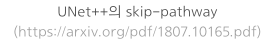 UNet++의 skip-pathway
(https://arxiv.org/pdf/1807.10165.pdf)